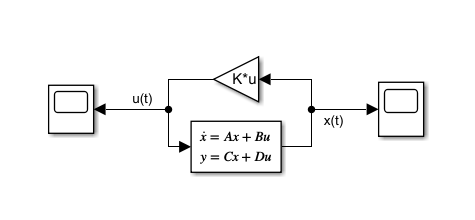 K*u
u(t)
x(t)
ẋ = Ax + Bu
y = Cx + Du